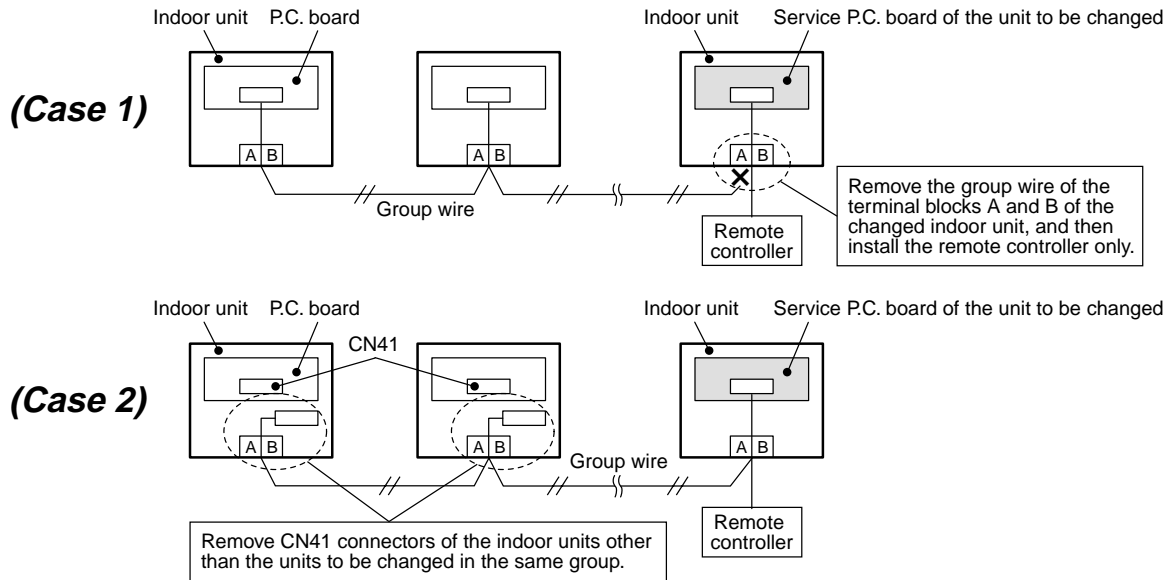 Indoor unit P.C. board
Indoor unit Service P.C. board of the unit to be changed
(Case 1)
A B
A B
A B
Group wire
Remote
controller
Remove the group wire of the
terminal blocks A and B of the
changed indoor unit, and then
install the remote controller only.
Indoor unit P.C. board
Indoor unit Service P.C. board of the unit to be changed
CN41
(Case 2)
A B
A B
A B
Group wire
Remote
controller
Remove CN41 connectors of the indoor units other
than the units to be changed in the same group.